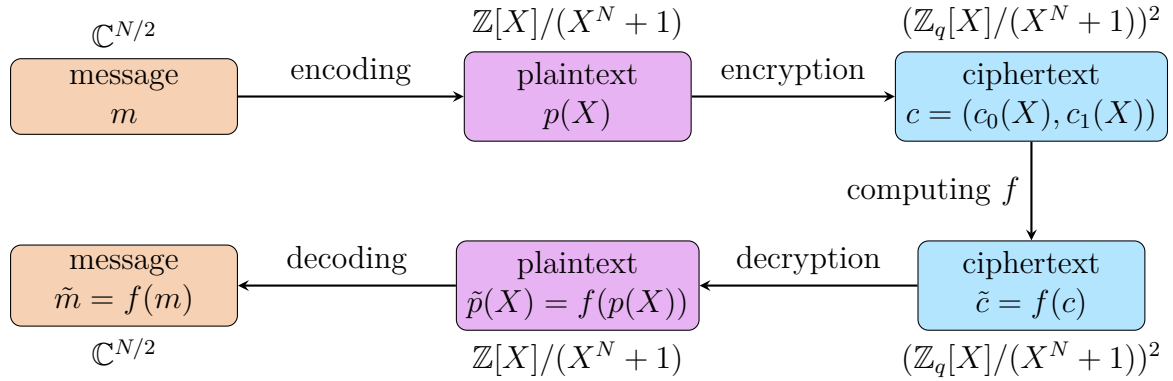 ℂ^{N/2}
ℤ[X]/(X^N + 1)
(ℤ_q[X]/(X^N + 1))^2
message
m
encoding
plaintext
p(X)
encryption
ciphertext
c = (c_0(X), c_1(X))
computing f
message
m̃ = f(m)
decoding
plaintext
p̃(X) = f(p(X))
decryption
ciphertext
c̃ = f(c)
ℂ^{N/2}
ℤ[X]/(X^N + 1)
(ℤ_q[X]/(X^N + 1))^2